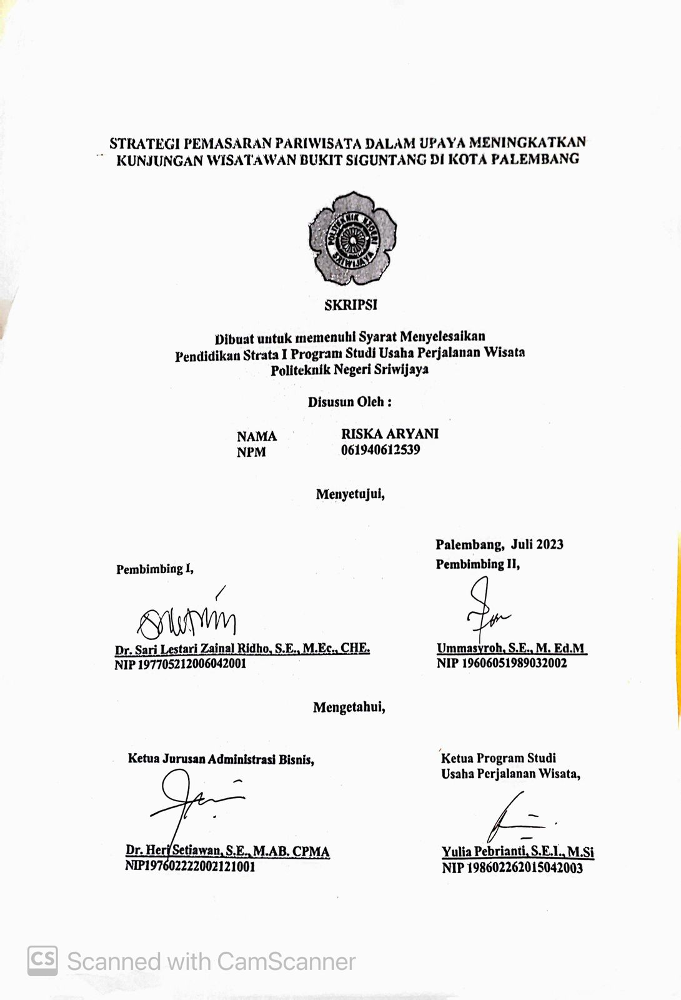 STRATEGI PEMASARAN PARIWISATA DALAM UPAYA MENINGKATKAN
KUNJUNGAN WISATAWAN BUKIT SIGUNTANG DI KOTA PALEMBANG
POLITEKNIK NEGERI
SRIWIJAYA
SKRIPSI
Dibuat untuk memenuhi Syarat Menyelesaikan
Pendidikan Strata I Program Studi Usaha Perjalanan Wisata
Politeknik Negeri Sriwijaya
Disusun Oleh :
NAMA RISKA ARYANI
NPM 061940612539
Menyetujui,
Palembang, Juli 2023
Pembimbing I, Pembimbing II,
Dr. Sari Lestari Zainal Ridho, S.E., M.Ec., CHE. Ummasyroh, S.E., M. Ed.M
NIP 197705212006042001 NIP 19606051989032002
Mengetahui,
Ketua Jurusan Administrasi Bisnis, Ketua Program Studi
Usaha Perjalanan Wisata,
Dr. Heri Setiawan, S.E., M.AB. CPMA Yulia Pebrianti, S.E.I., M.Si
NIP197602222002121001 NIP 198602262015042003
CS Scanned with CamScanner